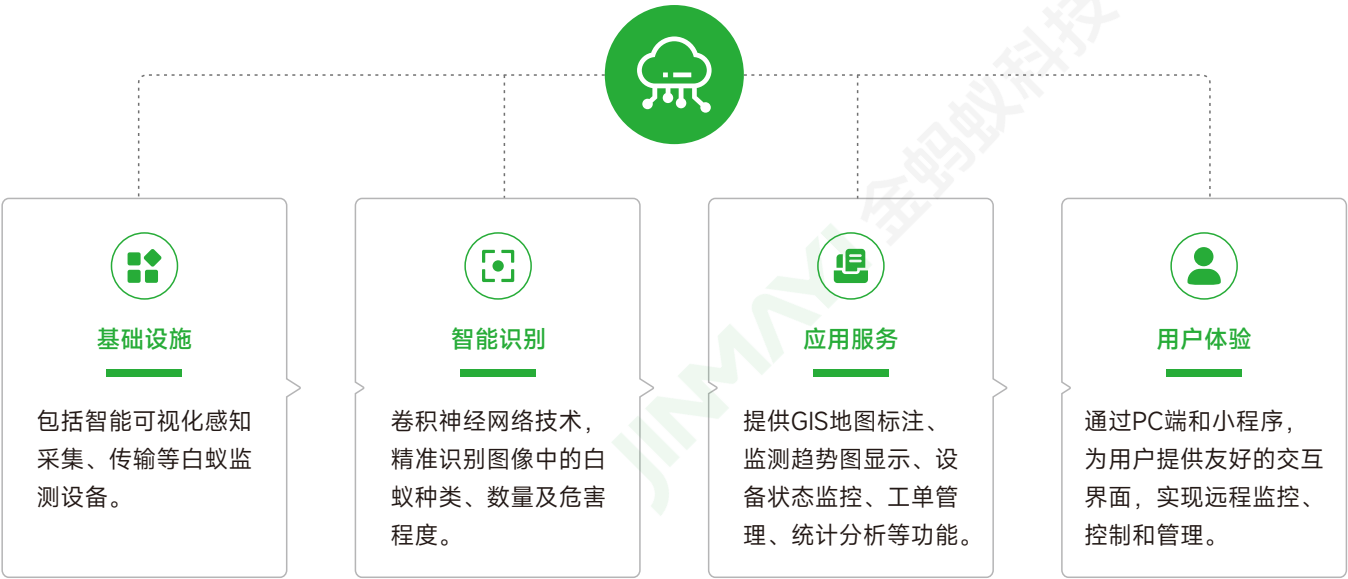 基础设施
包括智能可视化感知
采集、传输等白蚁监
测设备。
智能识别
卷积神经网络技术，
精准识别图像中的白
蚁种类、数量及危害
程度。
应用服务
提供GIS地图标注、
监测趋势图显示、设
备状态监控、工单管
理、统计分析等功能。
用户体验
通过PC端和小程序，
为用户提供友好的交互
界面，实现远程监控、
控制和管理。
JINMAYI 金蚂蚁科技